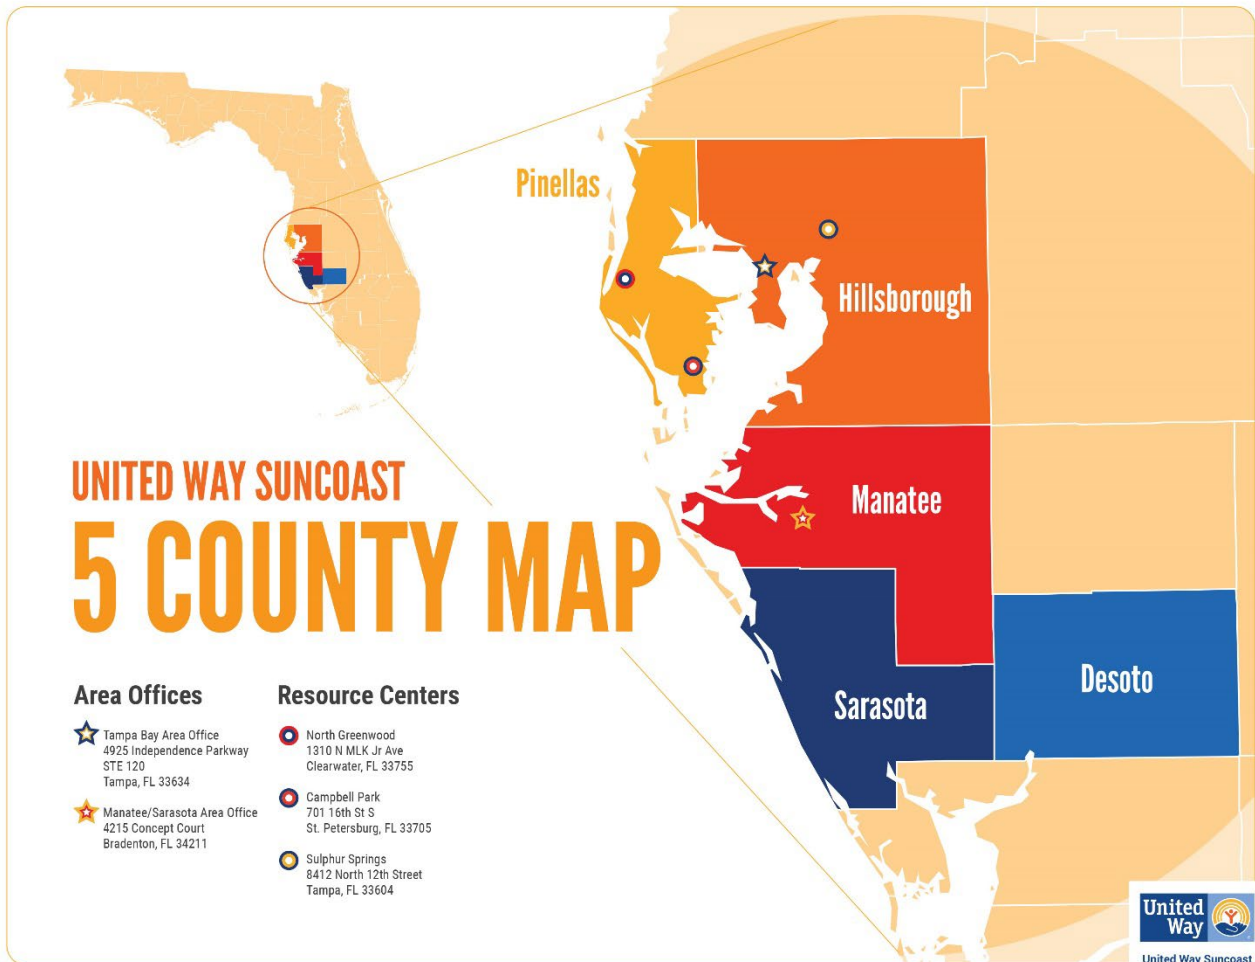 Pinellas
Hillsborough
Manatee
Sarasota
Desoto
UNITED WAY SUNCOAST
5 COUNTY MAP
Area Offices
Tampa Bay Area Office
4925 Independence Parkway
STE 120
Tampa, FL 33634
Manatee/Sarasota Area Office
4215 Concept Court
Bradenton, FL 34211
Resource Centers
North Greenwood
1310 N MLK Jr Ave
Clearwater, FL 33755
Campbell Park
701 16th St S
St. Petersburg, FL 33705
Sulphur Springs
8412 North 12th Street
Tampa, FL 33604
United
Way
United Way Suncoast